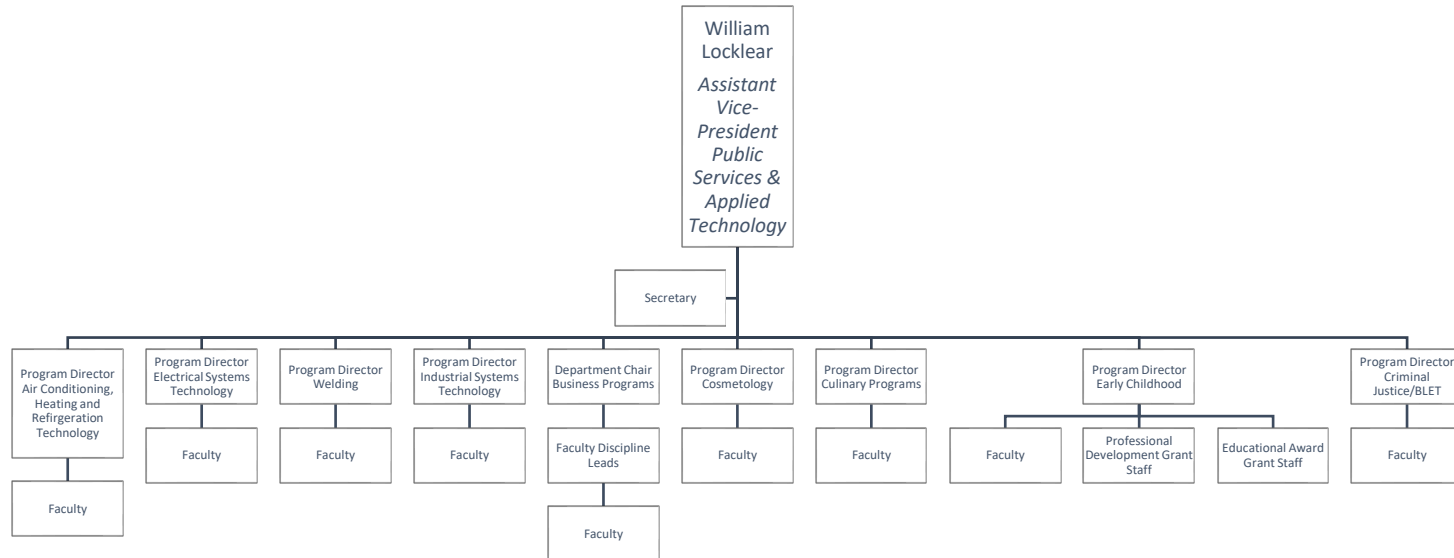 William
Locklear
Assistant
Vice-
President
Public
Services &
Applied
Technology
Secretary
Program Director
Air Conditioning,
Heating and
Refirgeration
Technology
Faculty
Program Director
Electrical Systems
Technology
Faculty
Program Director
Welding
Faculty
Program Director
Industrial Systems
Technology
Faculty
Department Chair
Business Programs
Faculty Discipline
Leads
Faculty
Program Director
Cosmetology
Faculty
Program Director
Culinary Programs
Faculty
Program Director
Early Childhood
Faculty
Professional
Development Grant
Staff
Educational Award
Grant Staff
Program Director
Criminal
Justice/BLET
Faculty